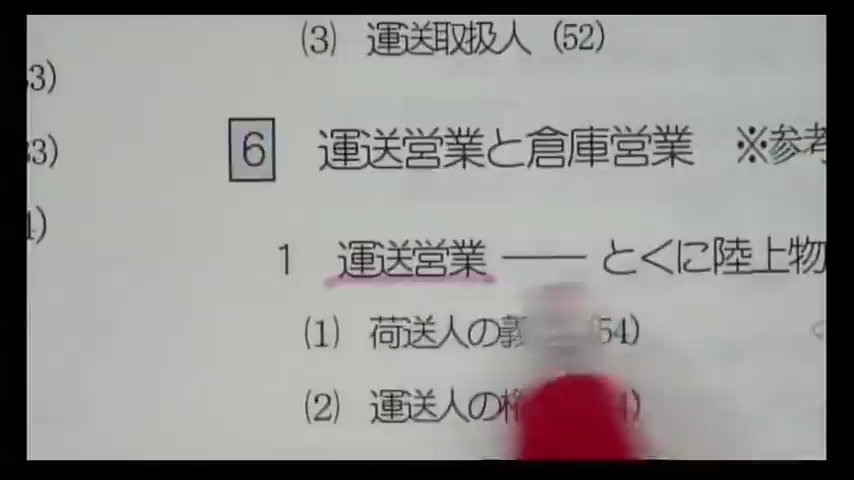 (3) 運送取扱人 (52)
3)
6 運送営業と倉庫営業 ※参考
3)
1 運送営業 ―― とくに陸上物
(1) 荷送人の義 54)
(2) 運送人の